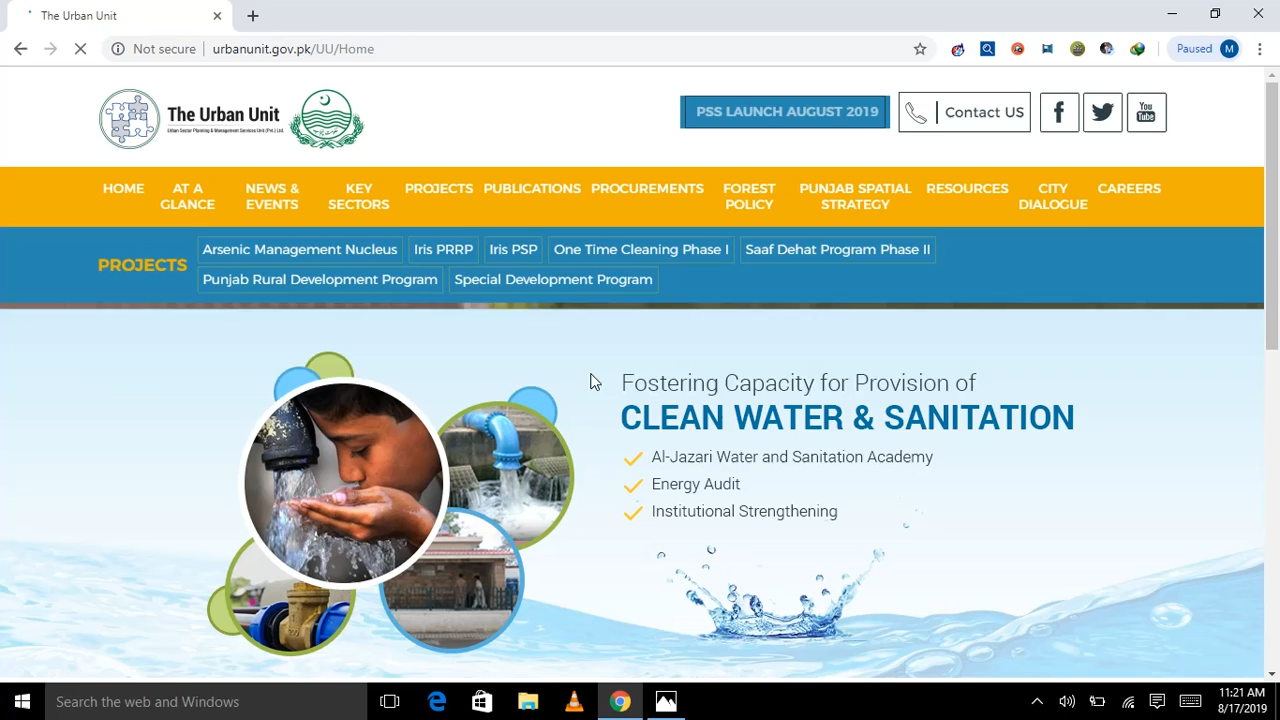 The Urban Unit
Not secure
urbanunit.gov.pk/UU/Home
Paused
M
The Urban Unit
Urban Sector Planning & Management Services Unit (Pvt.) Ltd.
PSS LAUNCH AUGUST 2019
Contact US
You
Tube
HOME
AT A
GLANCE
NEWS &
EVENTS
KEY
SECTORS
PROJECTS
PUBLICATIONS
PROCUREMENTS
FOREST
POLICY
PUNJAB SPATIAL
STRATEGY
RESOURCES
CITY
DIALOGUE
CAREERS
PROJECTS
Arsenic Management Nucleus
Iris PRRP
Iris PSP
One Time Cleaning Phase I
Saaf Dehat Program Phase II
Punjab Rural Development Program
Special Development Program
Fostering Capacity for Provision of
CLEAN WATER & SANITATION
Al-Jazari Water and Sanitation Academy
Energy Audit
Institutional Strengthening
Search the web and Windows
11:21 AM
8/17/2019